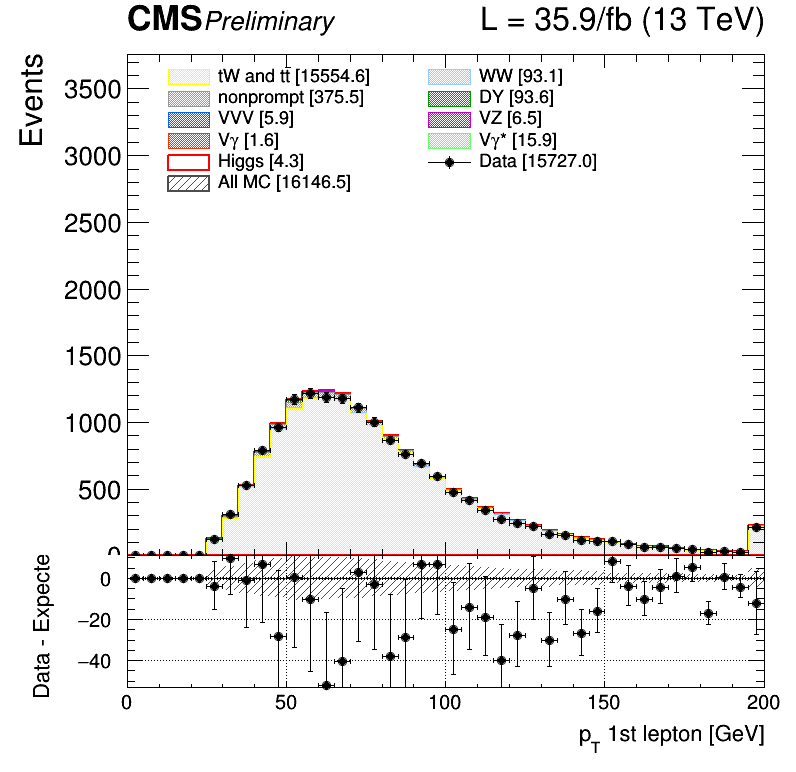 CMS Preliminary L = 35.9/fb (13 TeV)
Events
3500
3000
2500
2000
1500
1000
500
0
tW and tt̄ [15554.6]
nonprompt [375.5]
VVV [5.9]
Vγ [1.6]
Higgs [4.3]
All MC [16146.5]
WW [93.1]
DY [93.6]
VZ [6.5]
Vγ* [15.9]
Data [15727.0]
Data - Expecte
0
−20
−40
0 50 100 150 200
pT 1st lepton [GeV]